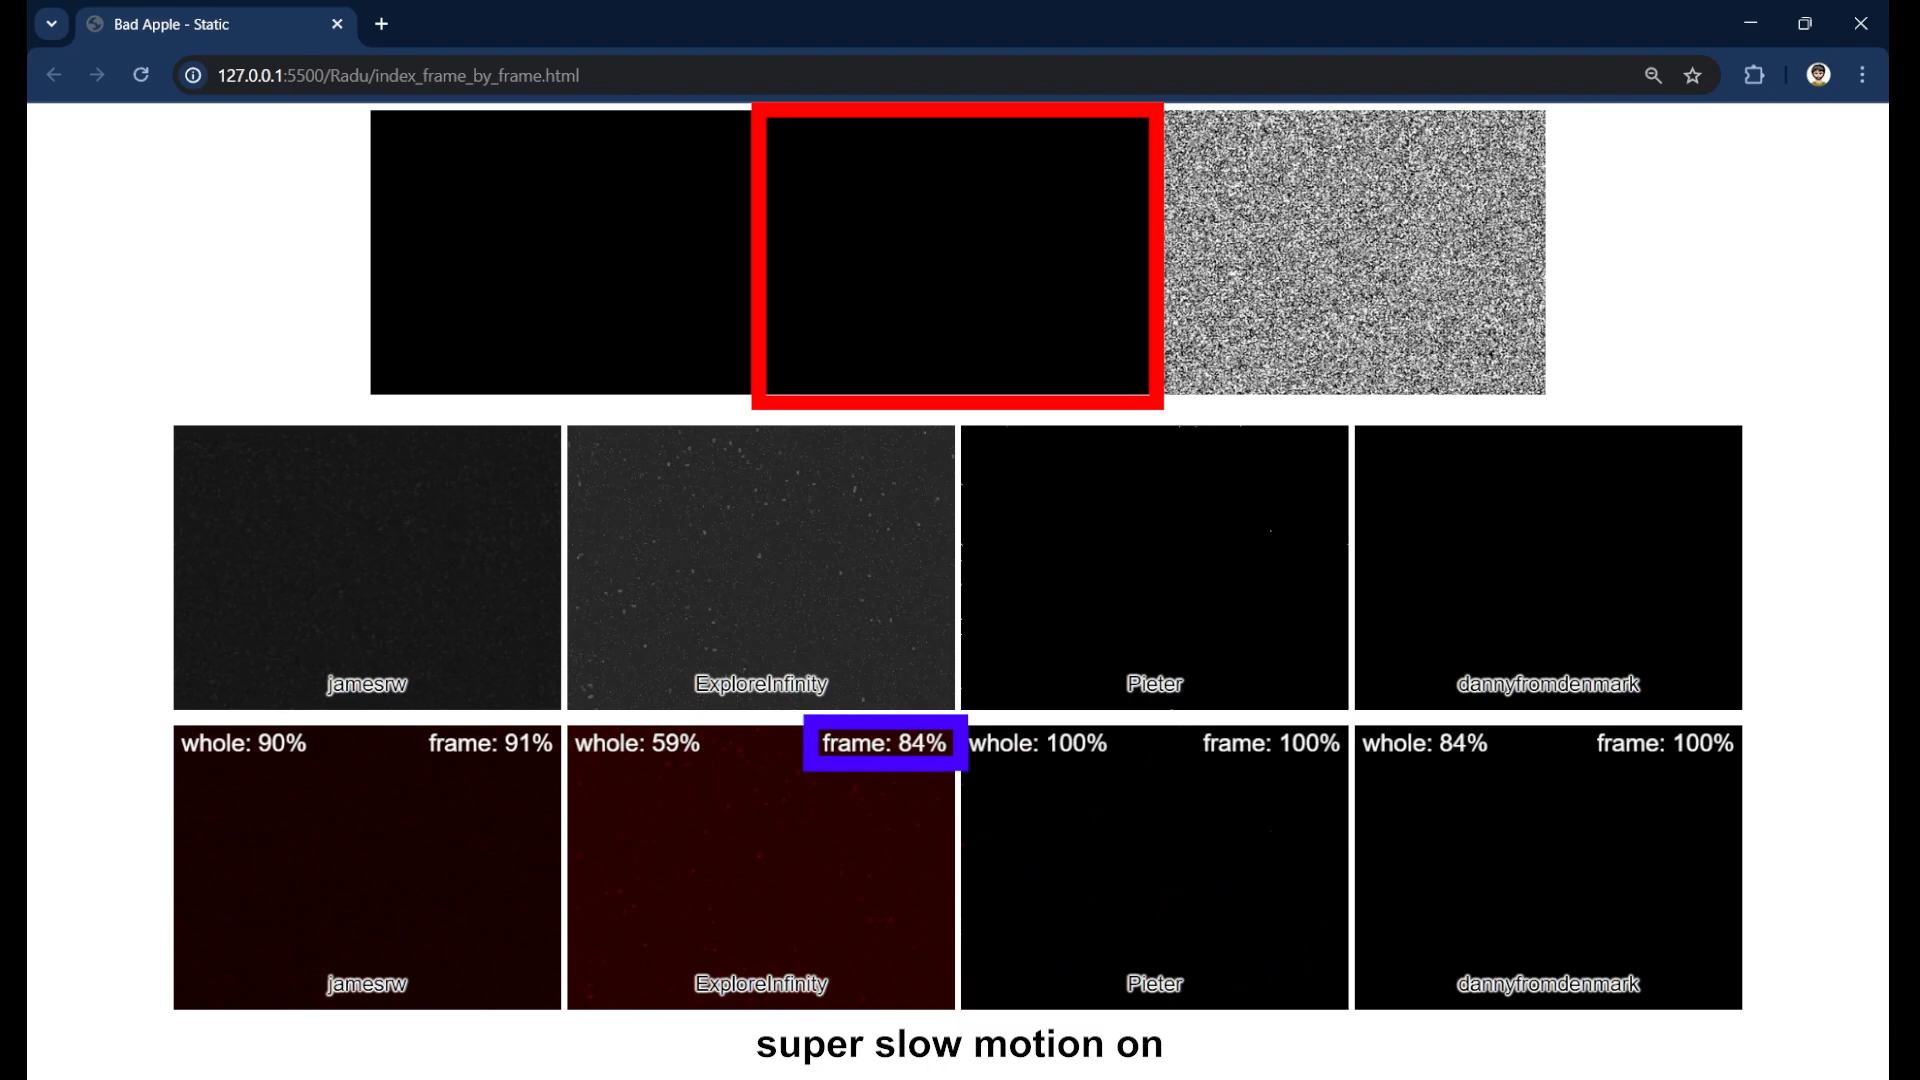 Bad Apple - Static
127.0.0.1:5500/Radu/index_frame_by_frame.html
jamesrw
ExploreInfinity
Pieter
dannyfromdenmark
whole: 90%
frame: 91%
whole: 59%
frame: 84%
whole: 100%
frame: 100%
whole: 84%
frame: 100%
jamesrw
ExploreInfinity
Pieter
dannyfromdenmark
super slow motion on